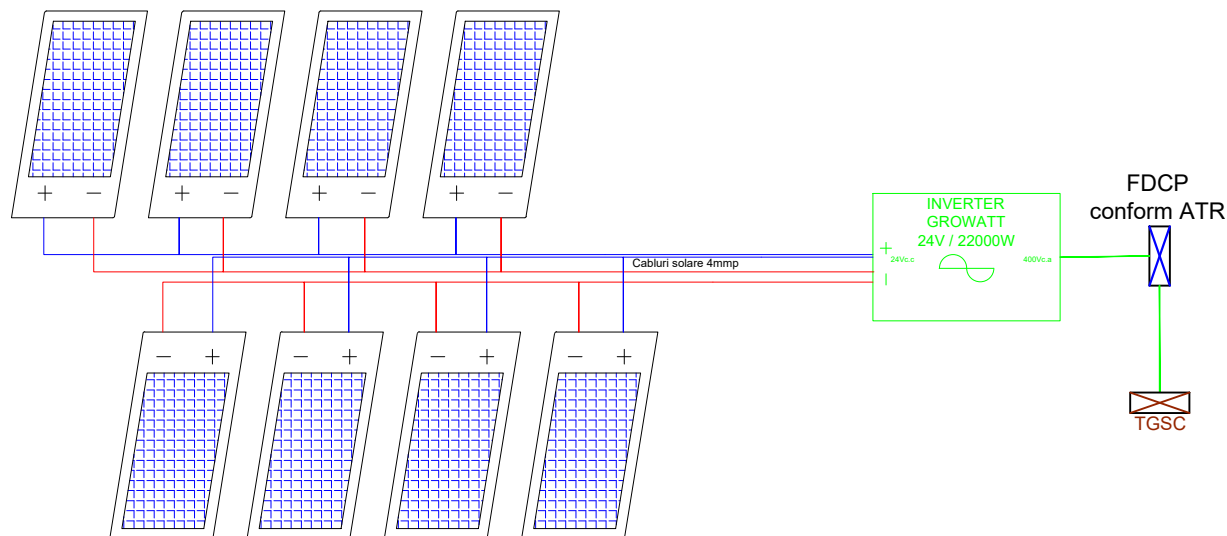 + − + − + − + −
INVERTER
GROWATT
24V / 22000W
+
24Vc.c
400Vc.a
−
FDCP
conform ATR
Cabluri solare 4mmp
− + − + − + − +
TGSC